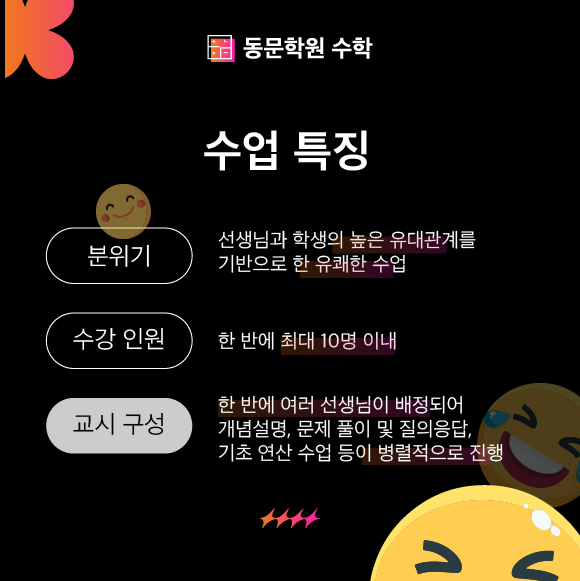 동문학원 수학
수업 특징
분위기
선생님과 학생의 높은 유대관계를
기반으로 한 유쾌한 수업
수강 인원
한 반에 최대 10명 이내
교시 구성
한 반에 여러 선생님이 배정되어
개념설명, 문제 풀이 및 질의응답,
기초 연산 수업 등이 병렬적으로 진행